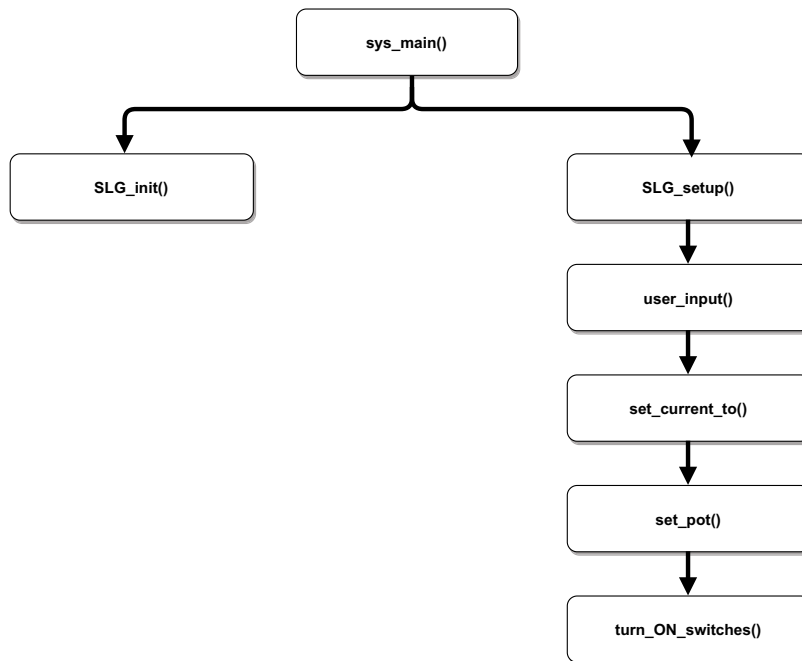 sys_main()
SLG_init()
SLG_setup()
user_input()
set_current_to()
set_pot()
turn_ON_switches()